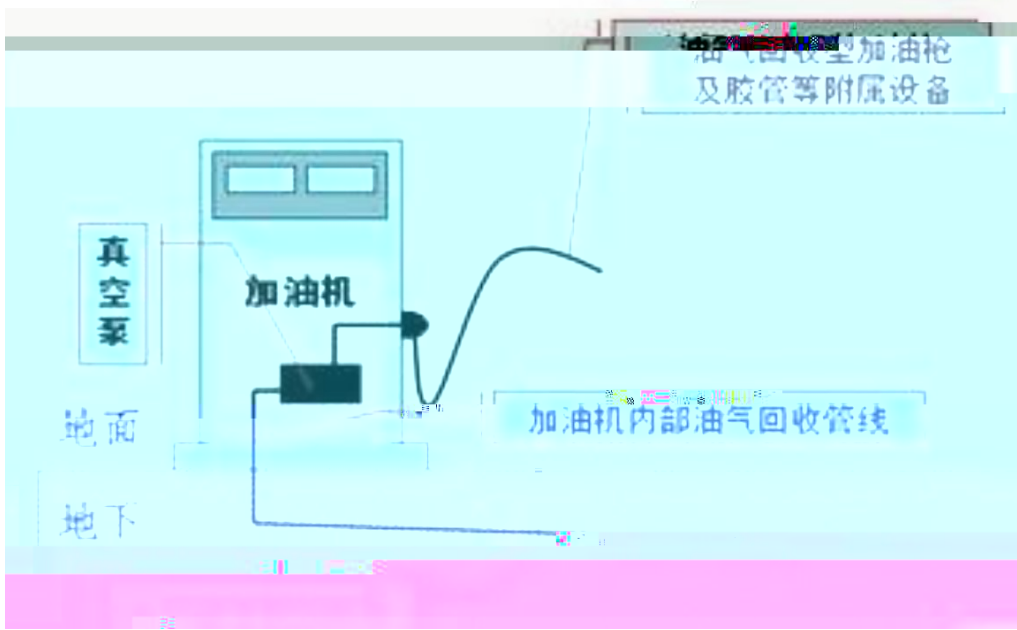 油气回收型加油枪
及胶管等附属设备
真
空
泵
加油机
加油机内部油气回收管线
地面
地下